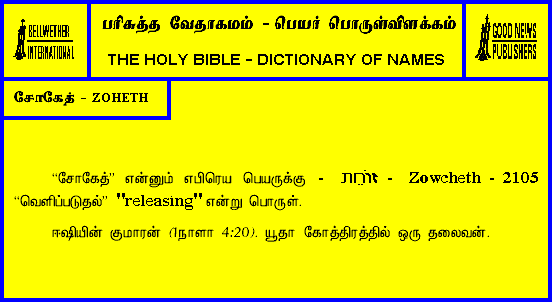 BELLWETHER
INTERNATIONAL
பரிசுத்த வேதாகமம் - பெயர் பொருள்விளக்கம்
THE HOLY BIBLE - DICTIONARY OF NAMES
GOOD NEWS
PUBLISHERS
சோகேத் - ZOHETH
“சோகேத்” என்னும் எபிரெய பெயருக்கு - - Zowcheth - 2105
“வெளிப்படுதல்” "releasing" என்று பொருள்.
ஈஷியின் குமாரன் (1நாளா 4:20). யூதா கோத்திரத்தில் ஒரு தலைவன்.